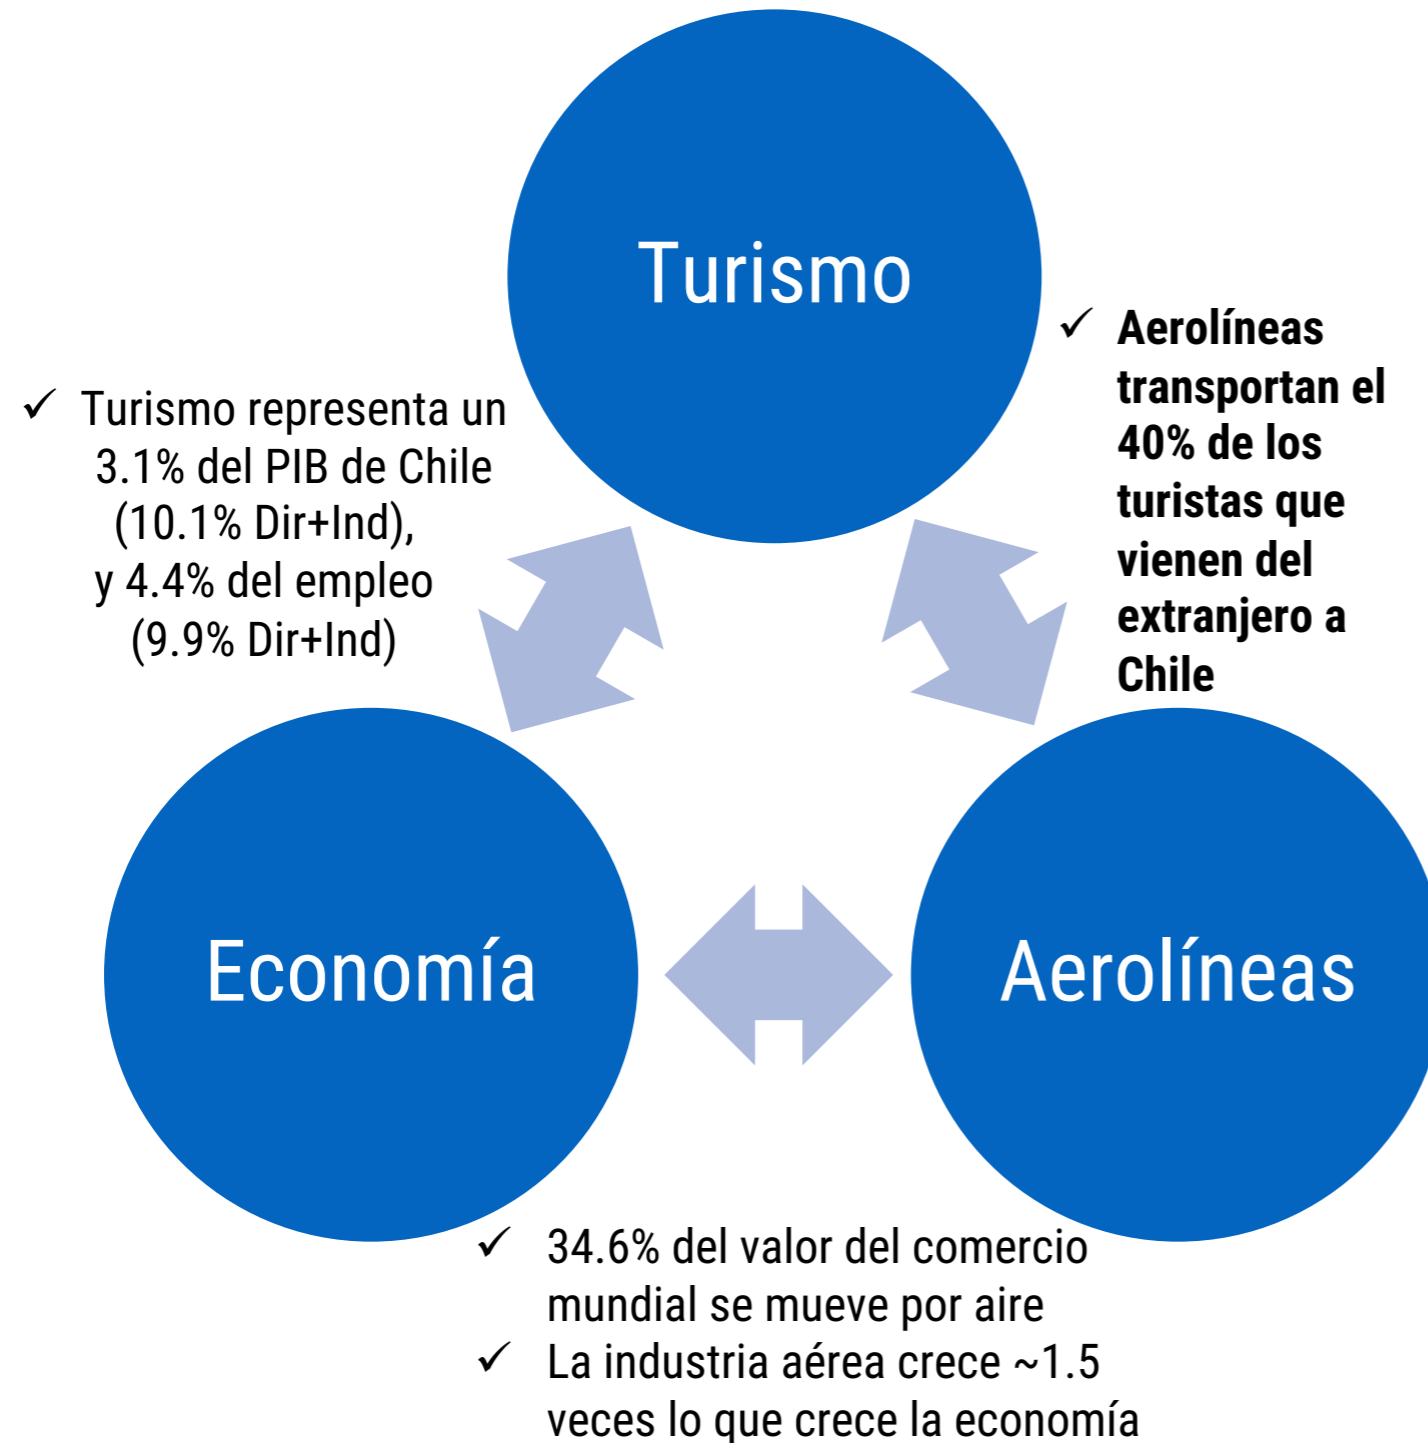 Turismo
✓ Turismo representa un
3.1% del PIB de Chile
(10.1% Dir+Ind),
y 4.4% del empleo
(9.9% Dir+Ind)
✓ Aerolíneas
transportan el
40% de los
turistas que
vienen del
extranjero a
Chile
Economía
Aerolíneas
✓ 34.6% del valor del comercio
mundial se mueve por aire
✓ La industria aérea crece ~1.5
veces lo que crece la economía